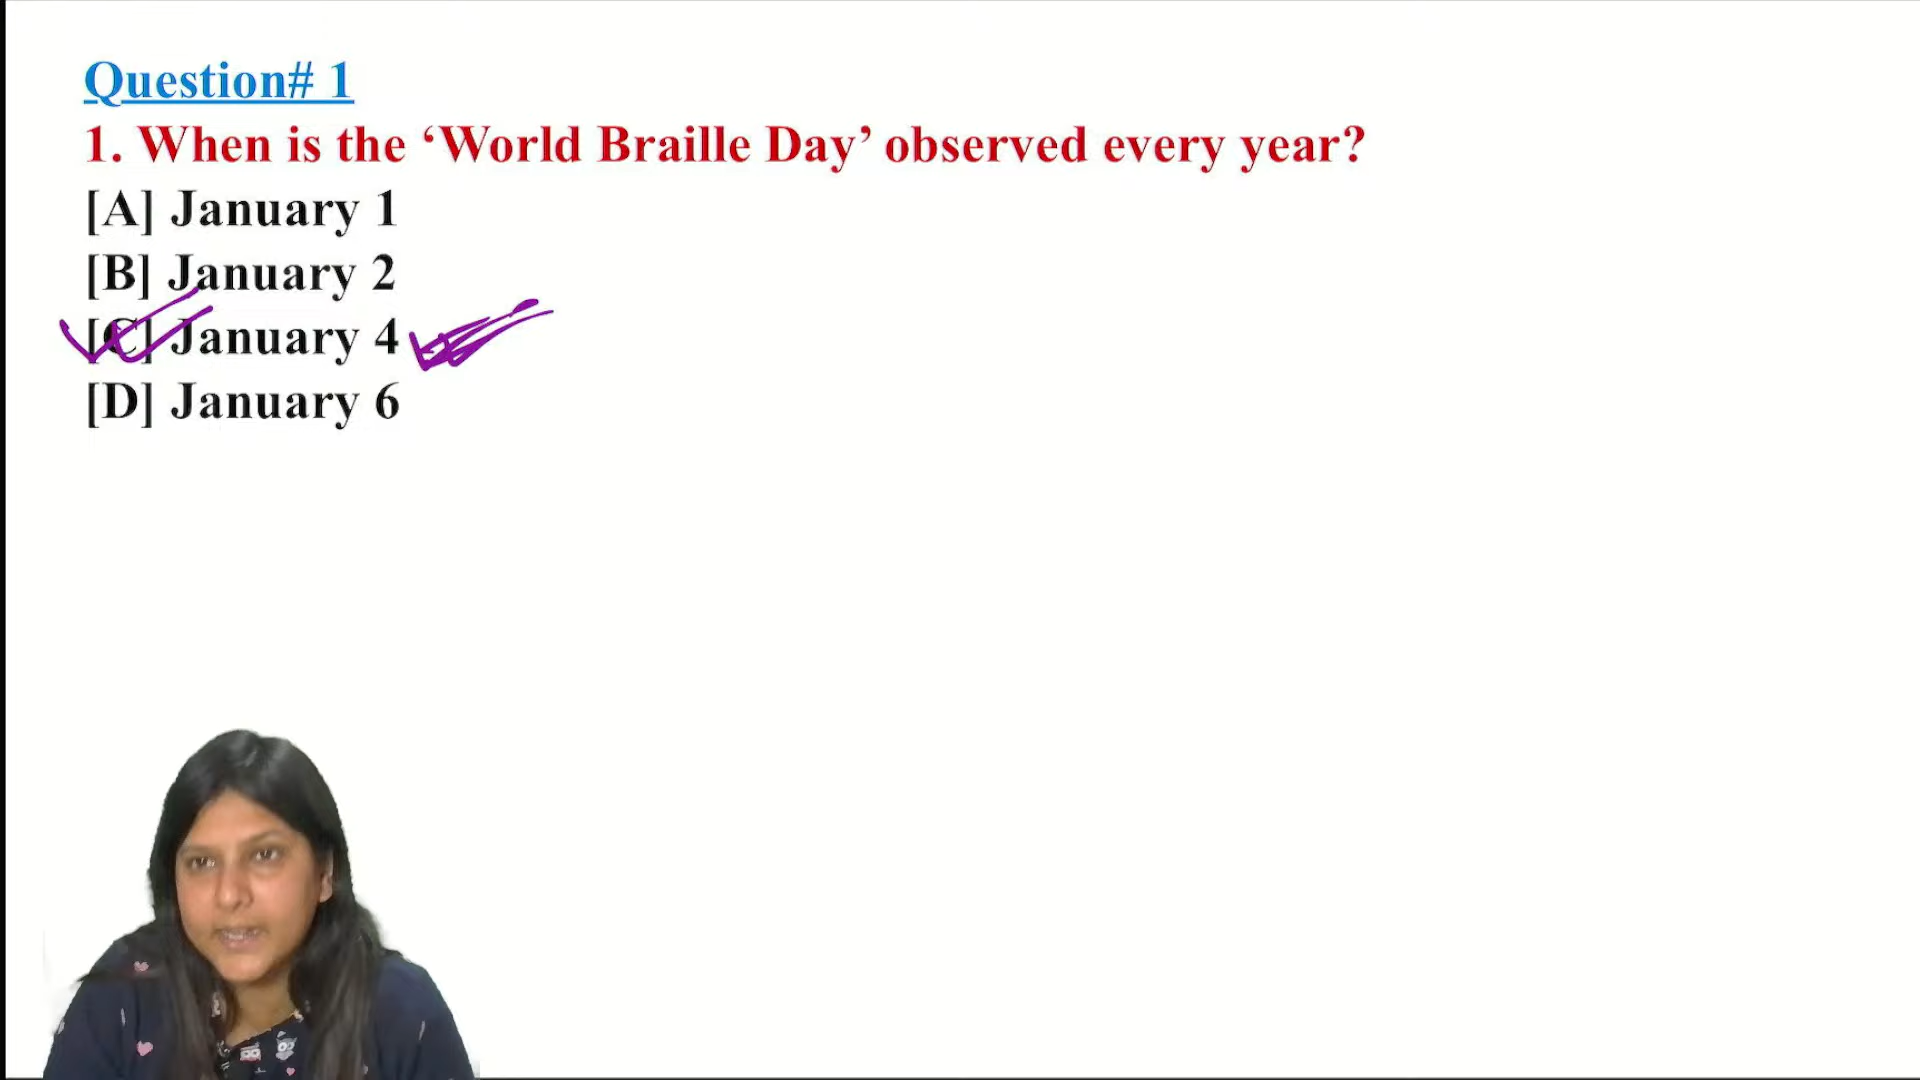 Question# 1
1. When is the ‘World Braille Day’ observed every year?
[A] January 1
[B] January 2
[C] January 4
[D] January 6